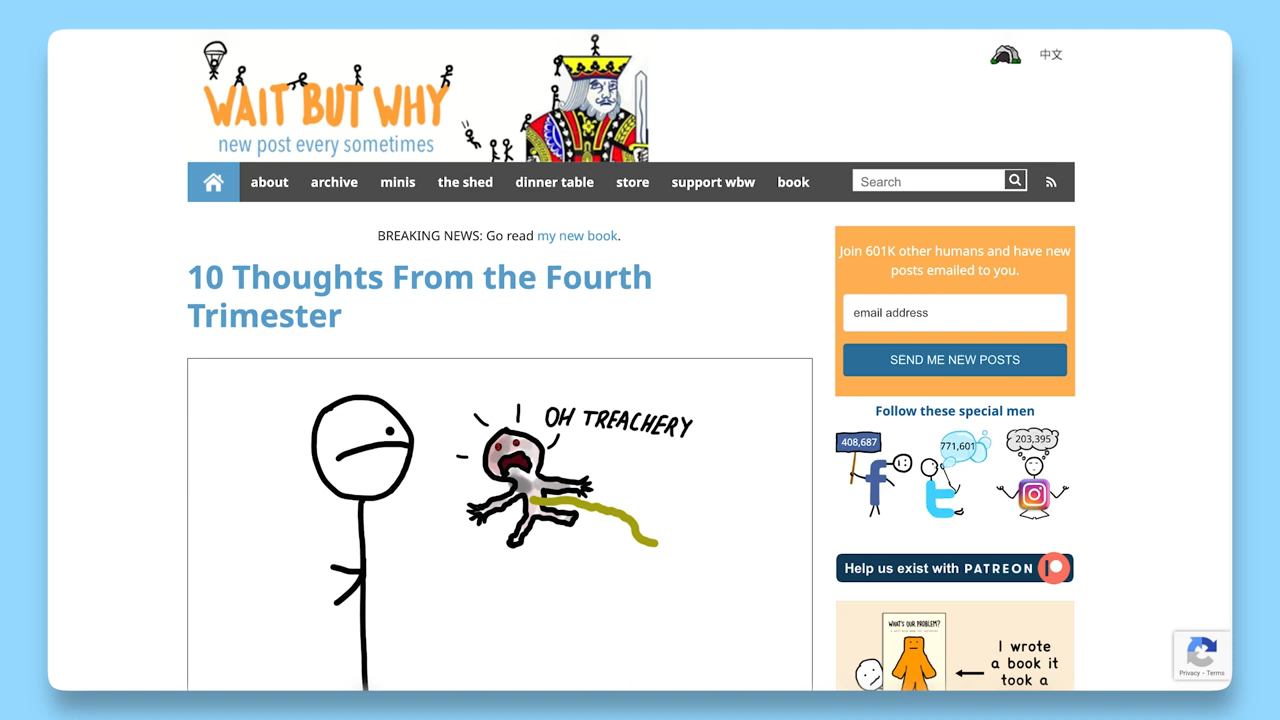 中文
WAIT BUT WHY
new post every sometimes
about archive minis the shed dinner table store support wbw book Search
BREAKING NEWS: Go read my new book.
10 Thoughts From the Fourth
Trimester
OH TREACHERY
Join 601K other humans and have new
posts emailed to you.
email address
SEND ME NEW POSTS
Follow these special men
408,687
771,601
203,395
Help us exist with PATREON
WHAT'S OUR PROBLEM?
I wrote
a book it
took a
Privacy - Terms